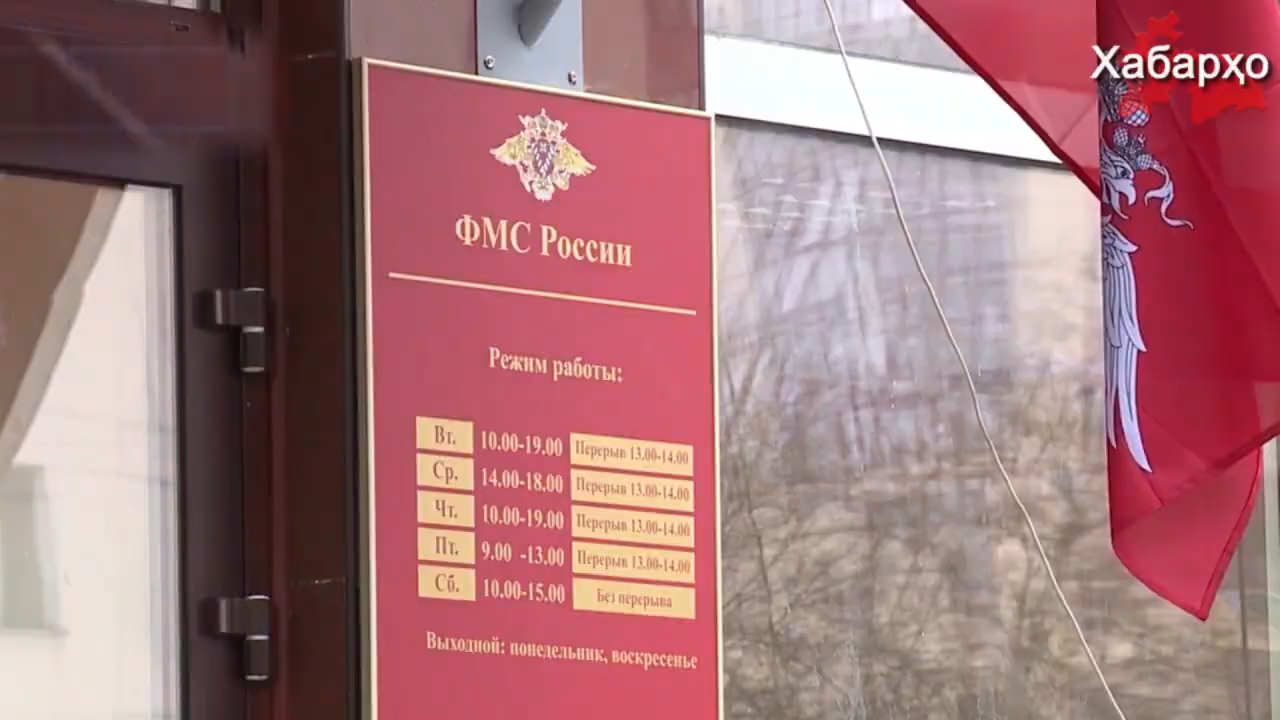 Хабарҳо
ФМС России
Режим работы:
Вт. 10.00-19.00 Перерыв 13.00-14.00
Ср. 14.00-18.00 Перерыв 13.00-14.00
Чт. 10.00-19.00 Перерыв 13.00-14.00
Пт. 9.00 -13.00 Перерыв 13.00-14.00
Сб. 10.00-15.00 Без перерыва
Выходной: понедельник, воскресенье